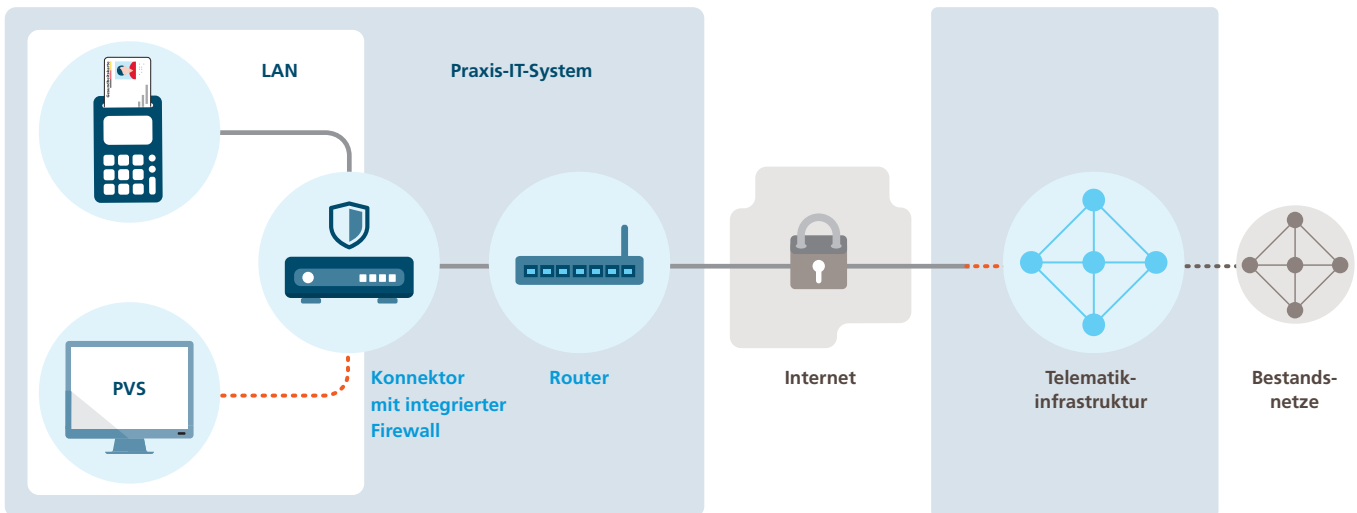 LAN
Praxis-IT-System
PVS
Konnektor
mit integrierter
Firewall
Router
Internet
Telematik-
infrastruktur
Bestands-
netze